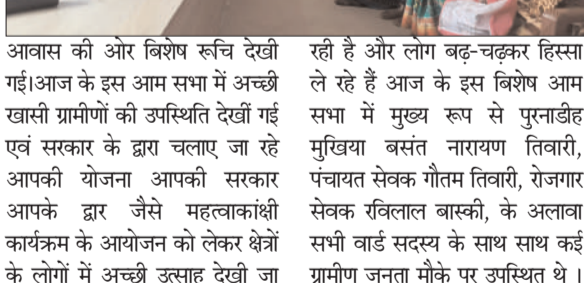 आवास की ओर बिशेष रूचि देखी
गई।आज के इस आम सभा में अच्छी
खासी ग्रामीणों की उपस्थिति देखीं गई
एवं सरकार के द्वारा चलाए जा रहे
आपकी योजना आपकी सरकार
आपके द्वार जैसे महत्वाकांक्षी
कार्यक्रम के आयोजन को लेकर क्षेत्रों
के लोगों में अच्छी उत्साह देखी जा
रही है और लोग बढ़-चढ़कर हिस्सा
ले रहे हैं आज के इस बिशेष आम
सभा में मुख्य रूप से पुरनाडीह
मुखिया बसंत नारायण तिवारी,
पंचायत सेवक गौतम तिवारी, रोजगार
सेवक रविलाल बास्की, के अलावा
सभी वार्ड सदस्य के साथ साथ कई
ग्रामीण जनता मौके पर उपस्थित थे ।